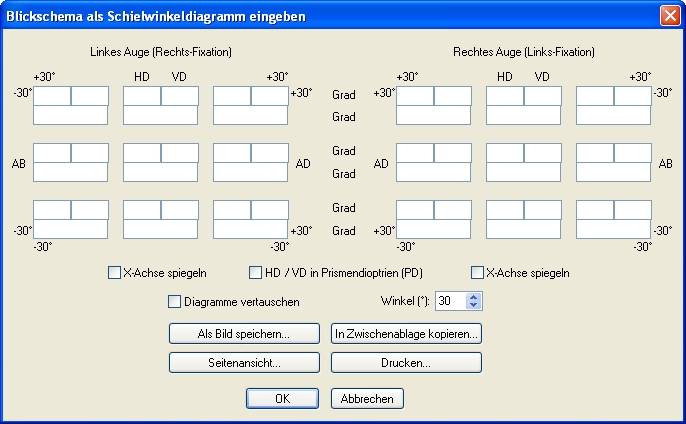 Blickschema als Schielwinkeldiagramm eingeben
Linkes Auge (Rechts-Fixation) Rechtes Auge (Links-Fixation)
+30° HD VD +30° +30° HD VD +30°
-30° +30° Grad +30° -30°
Grad
Grad
AB AD AD AB
Grad
Grad
-30° +30° Grad +30° -30°
-30° -30°
X-Achse spiegeln HD / VD in Prismendioptrien (PD) X-Achse spiegeln
Diagramme vertauschen Winkel (°): 30
Als Bild speichern... In Zwischenablage kopieren...
Seitenansicht... Drucken...
OK Abbrechen